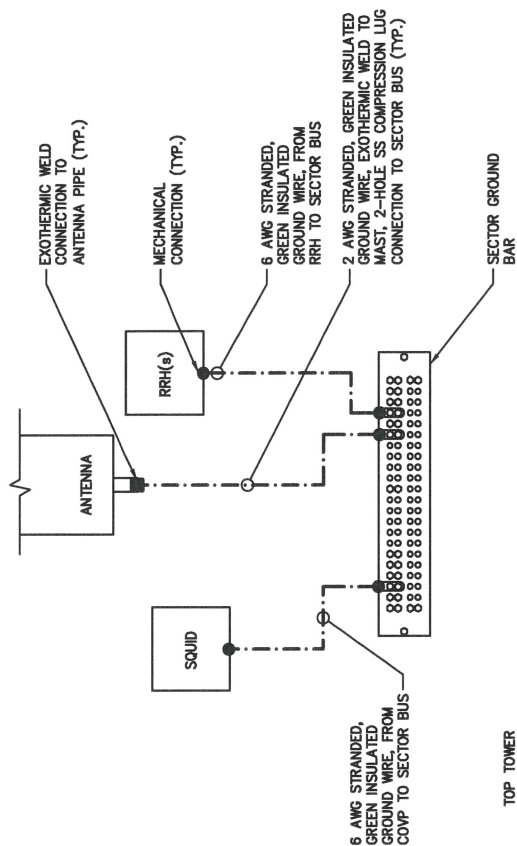 EXOTHERMIC WELD
CONNECTION TO
ANTENNA PIPE (TYP.)
MECHANICAL
CONNECTION (TYP.)
6 AWG STRANDED,
GREEN INSULATED
GROUND WIRE, FROM
RRH TO SECTOR BUS
2 AWG STRANDED, GREEN INSULATED
GROUND WIRE, EXOTHERMIC WELD TO
MAST, 2-HOLE SS COMPRESSION LUG
CONNECTION TO SECTOR BUS (TYP.)
SECTOR GROUND
BAR
RRH(s)
ANTENNA
SQUID
6 AWG STRANDED,
GREEN INSULATED
GROUND WIRE, FROM
COVP TO SECTOR BUS
TOP TOWER